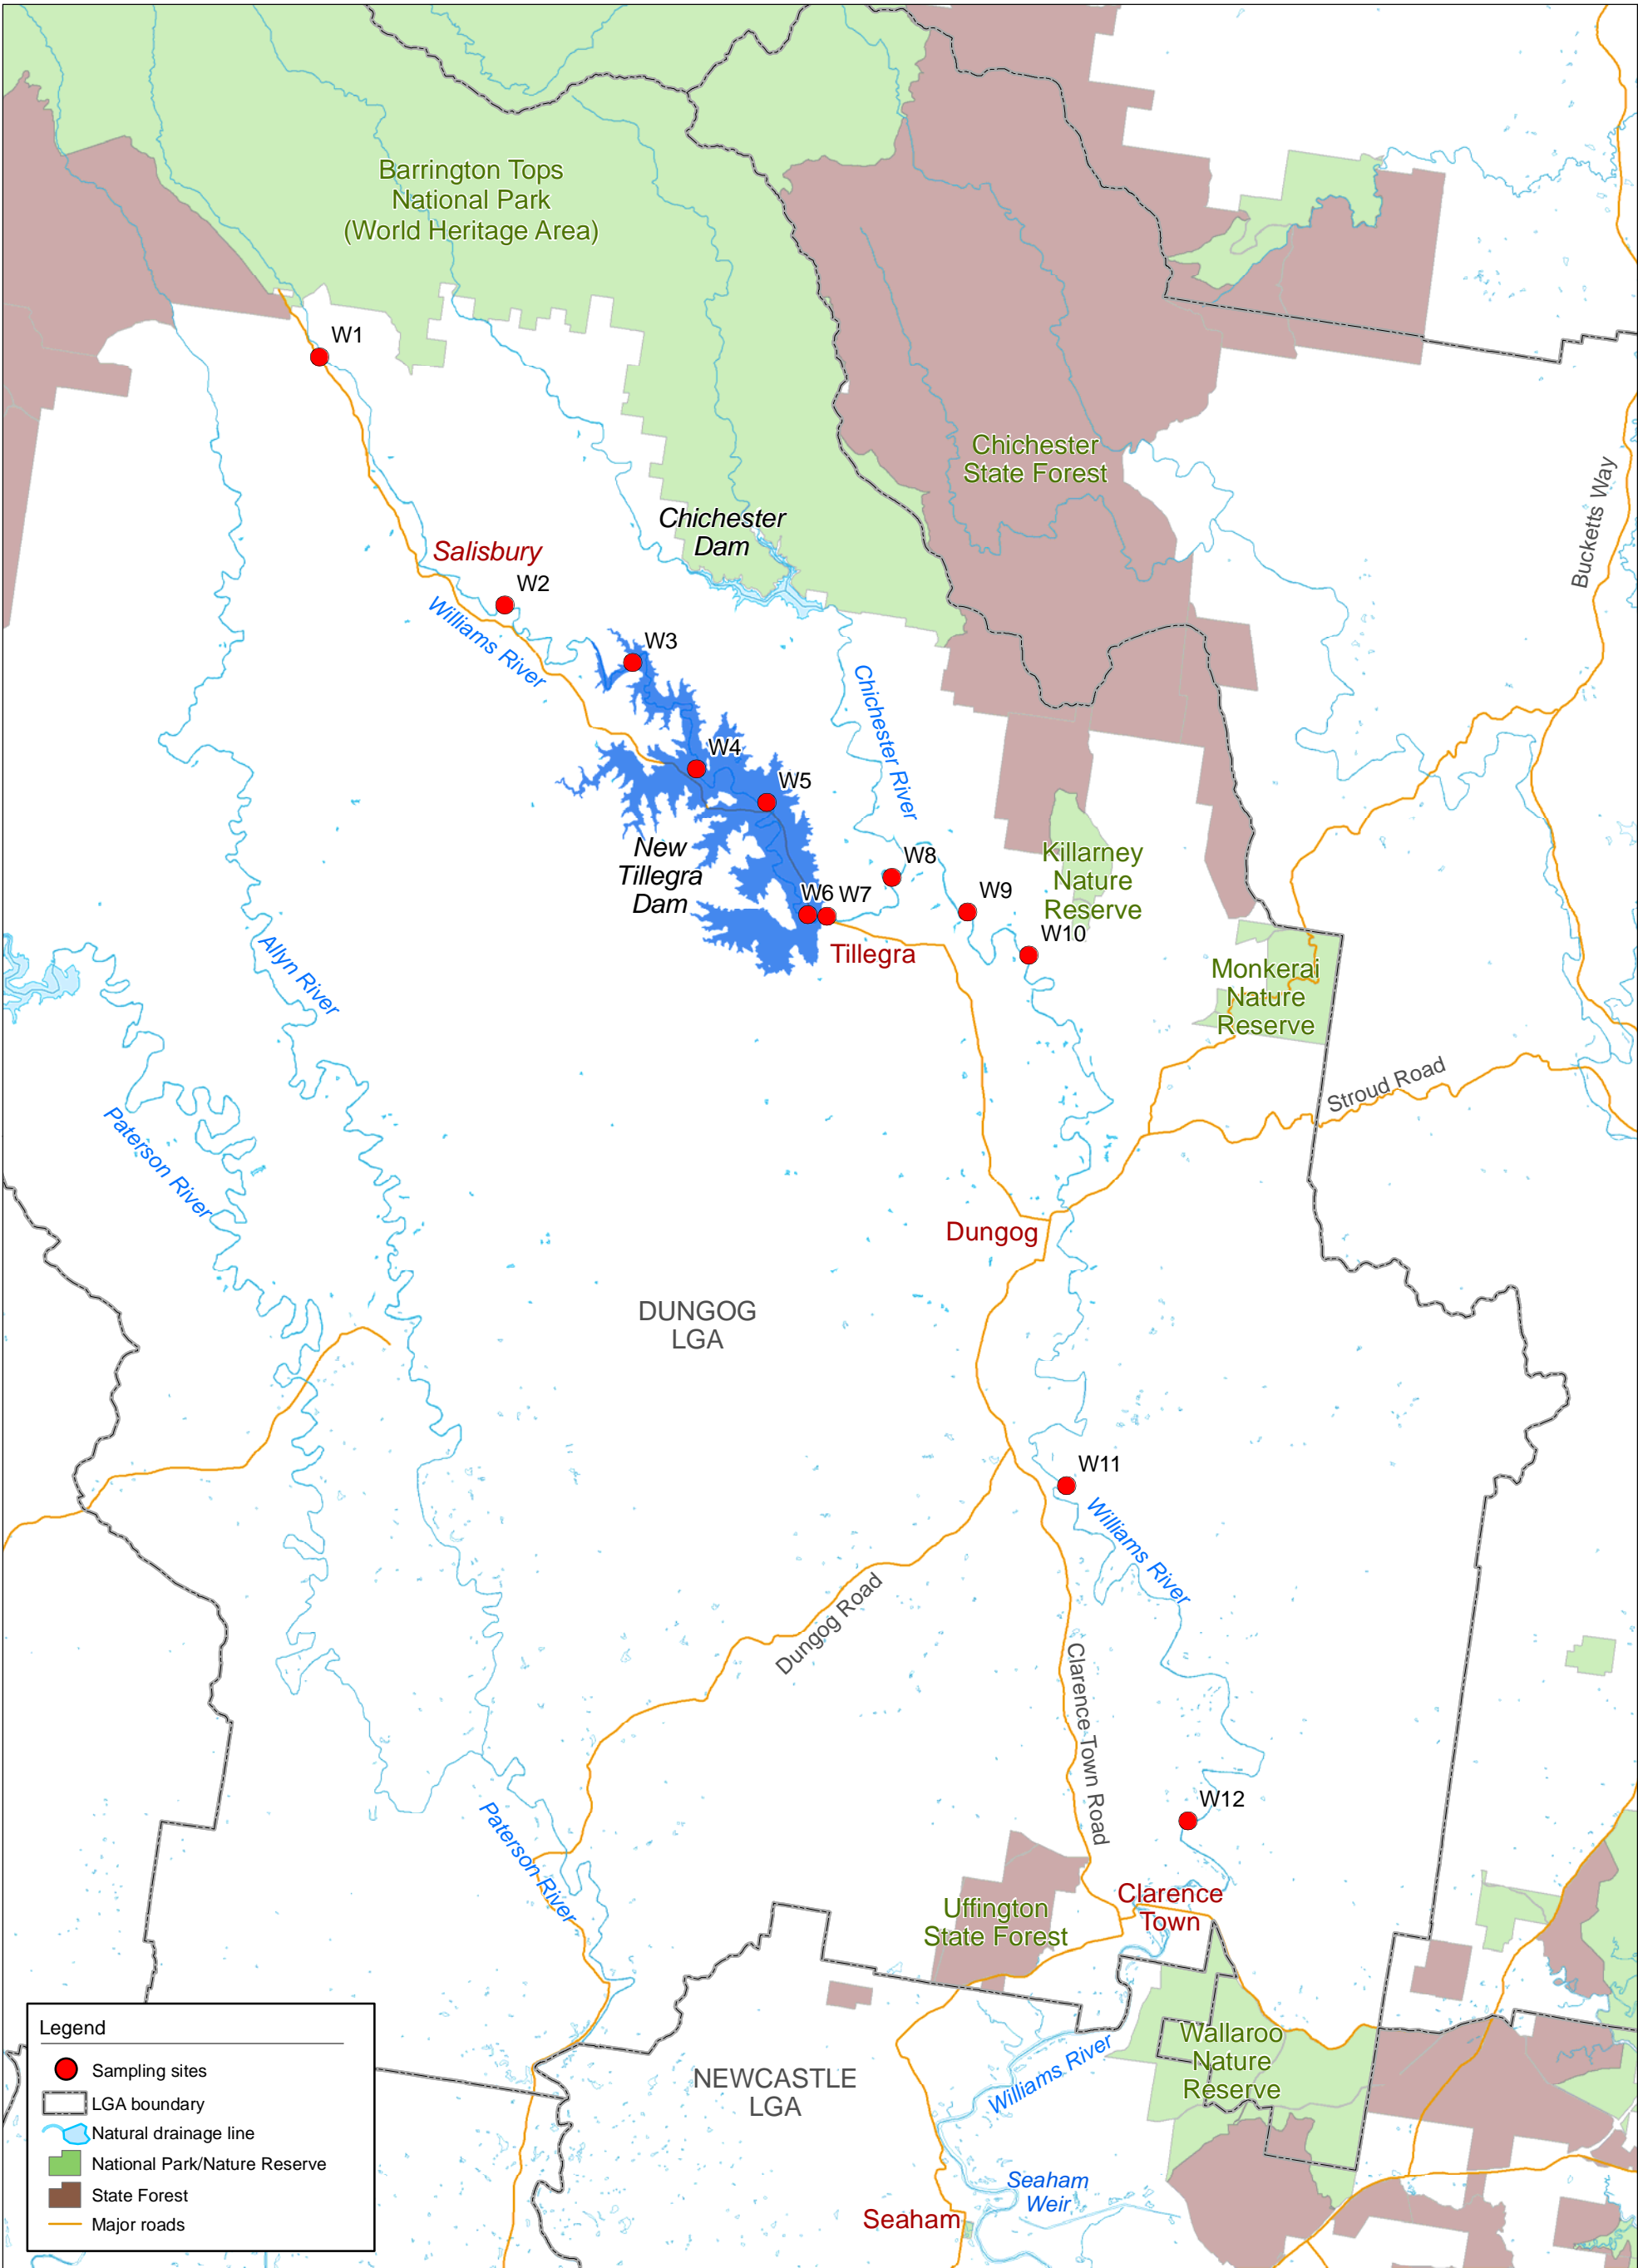 Barrington Tops
National Park
(World Heritage Area)
W1
Chichester
State Forest
Bucketts Way
Chichester
Dam
Salisbury
W2
Williams River
W3
Chichester River
W4
W5
New
Tillegra
Dam
W8
Killarney
Nature
Reserve
W6
W7
W9
W10
Tillegra
Monkerai
Nature
Reserve
Allyn River
Stroud Road
Paterson River
Dungog
DUNGOG
LGA
W11
Williams River
Dungog Road
Clarence Town Road
W12
Paterson River
Clarence
Town
Uffington
State Forest
Wallaroo
Nature
Reserve
Williams River
NEWCASTLE
LGA
Seaham
Weir
Seaham
Legend
Sampling sites
LGA boundary
Natural drainage line
National Park/Nature Reserve
State Forest
Major roads